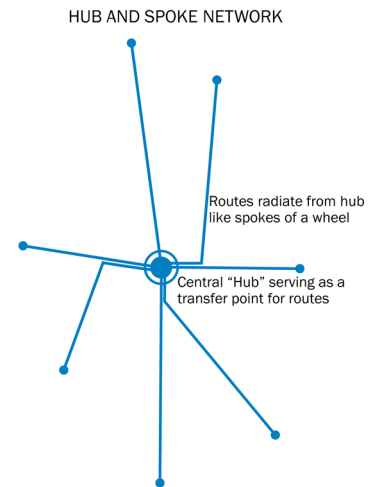 HUB AND SPOKE NETWORK
Routes radiate from hub
like spokes of a wheel
Central “Hub” serving as a
transfer point for routes